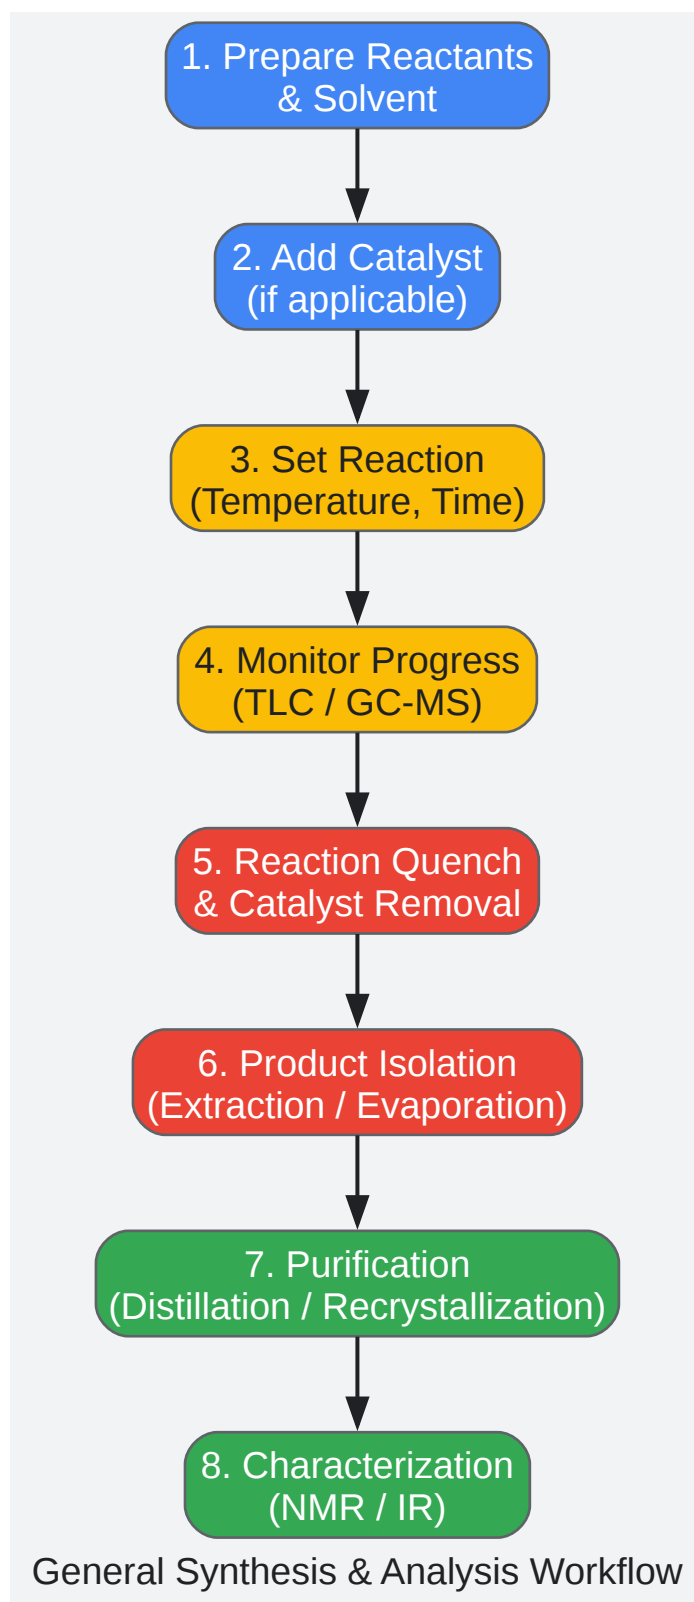 1. Prepare Reactants
& Solvent
2. Add Catalyst
(if applicable)
3. Set Reaction
(Temperature, Time)
4. Monitor Progress
(TLC / GC-MS)
5. Reaction Quench
& Catalyst Removal
6. Product Isolation
(Extraction / Evaporation)
7. Purification
(Distillation / Recrystallization)
8. Characterization
(NMR / IR)
General Synthesis & Analysis Workflow